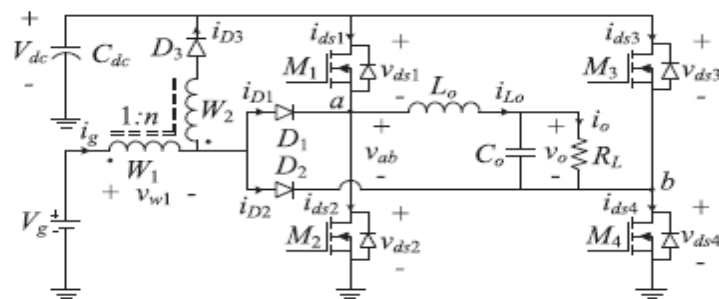 + V_dc - C_dc D_3 i_D3 i_ds1 + M_1 v_ds1 - i_ds3 + M_3 v_ds3 -
1:n W_2 i_D1 a L_o i_Lo i_o
i_g D_1 + v_ab - C_o + v_o - R_L
W_1 D_2 b
+ v_w1 - i_D2 i_ds2 + i_ds4 +
V_g + - M_2 v_ds2 - M_4 v_ds4 -